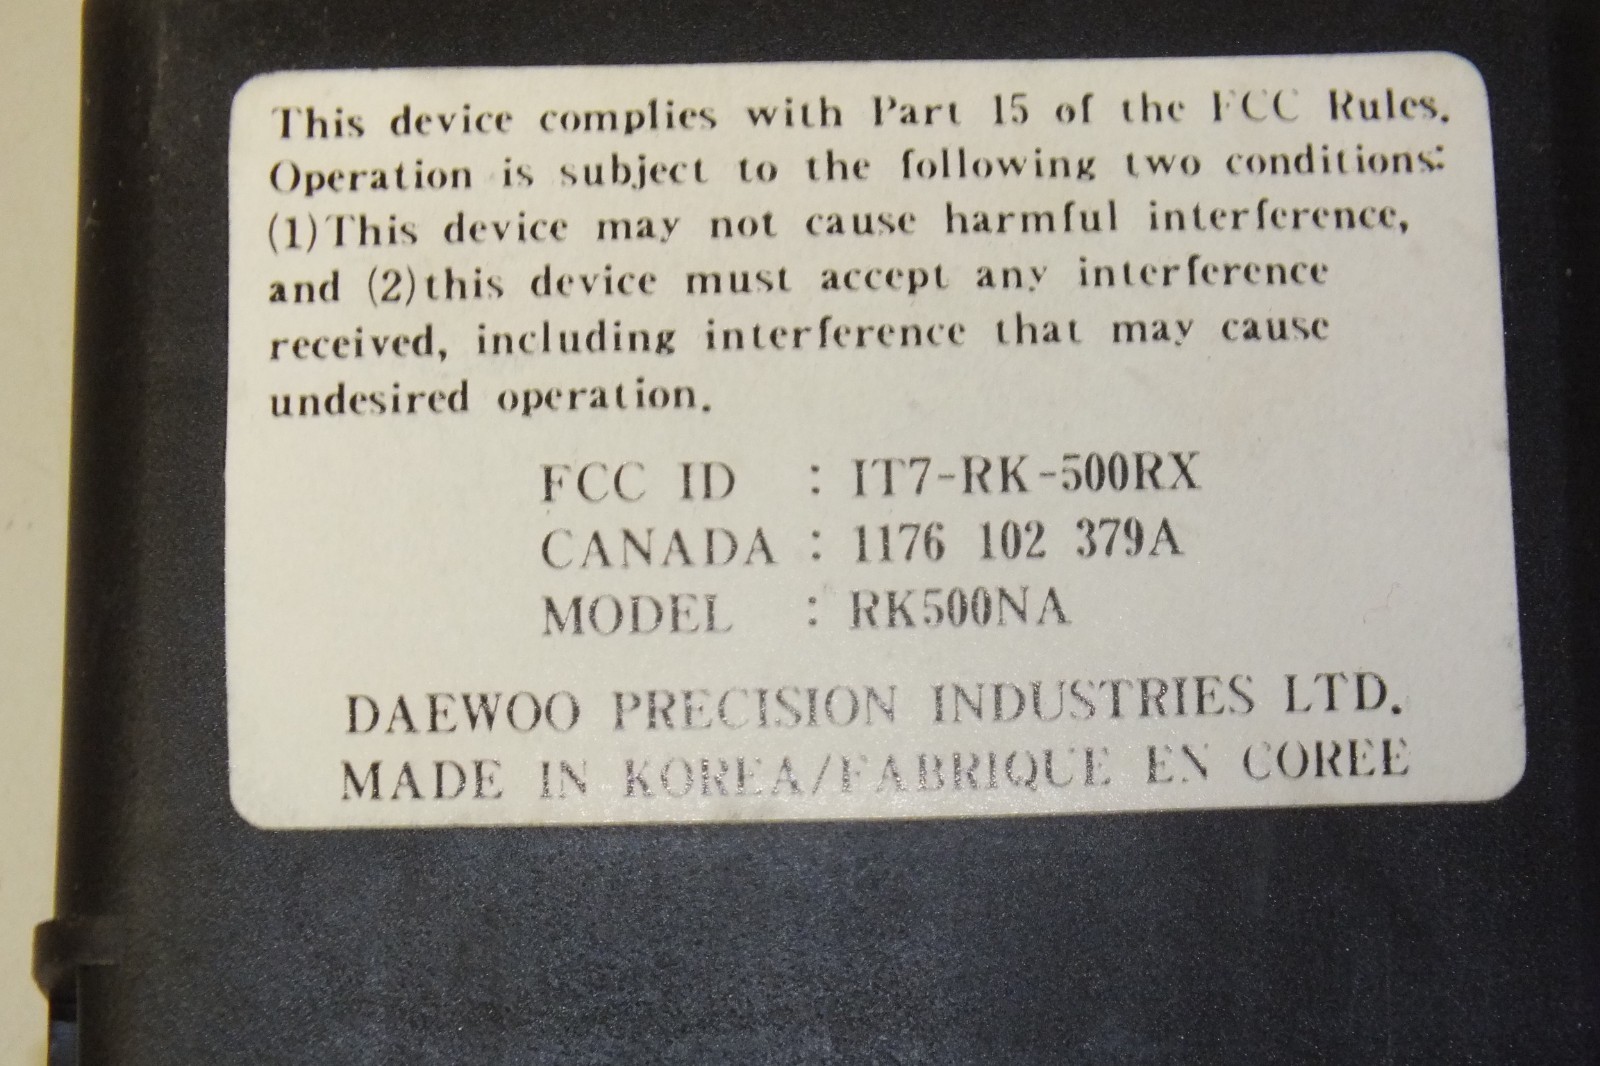 This device complies with Part 15 of the FCC Rules.
Operation is subject to the following two conditions:
(1)This device may not cause harmful interference,
and (2)this device must accept any interference
received, including interference that may cause
undesired operation.
FCC ID : IT7-RK-500RX
CANADA : 1176 102 379A
MODEL : RK500NA
DAEWOO PRECISION INDUSTRIES LTD.
MADE IN KOREA/FABRIQUE EN COREE